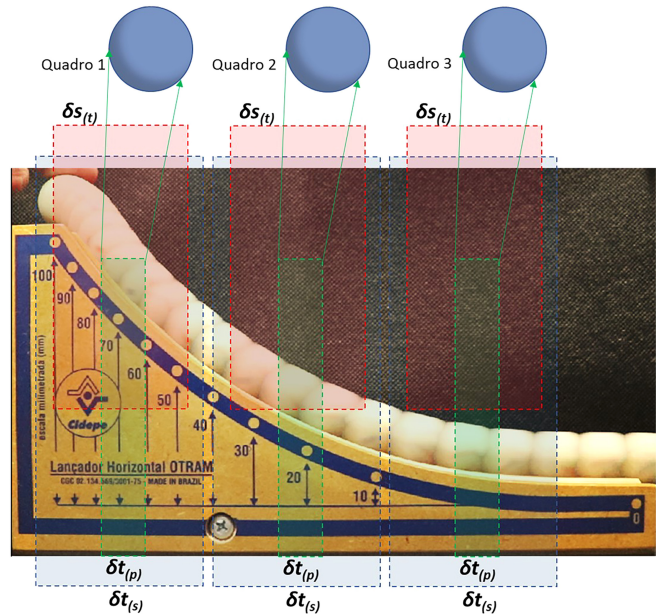 Quadro 1
Quadro 2
Quadro 3
δs(t)
δs(t)
δs(t)
100
90
80
70
60
50
40
30
20
10
0
escala milimetrada (mm)
Cidepe
Lançador Horizontal OTRAM
MADE IN BRAZIL
δt(p)
δt(p)
δt(p)
δt(s)
δt(s)
δt(s)